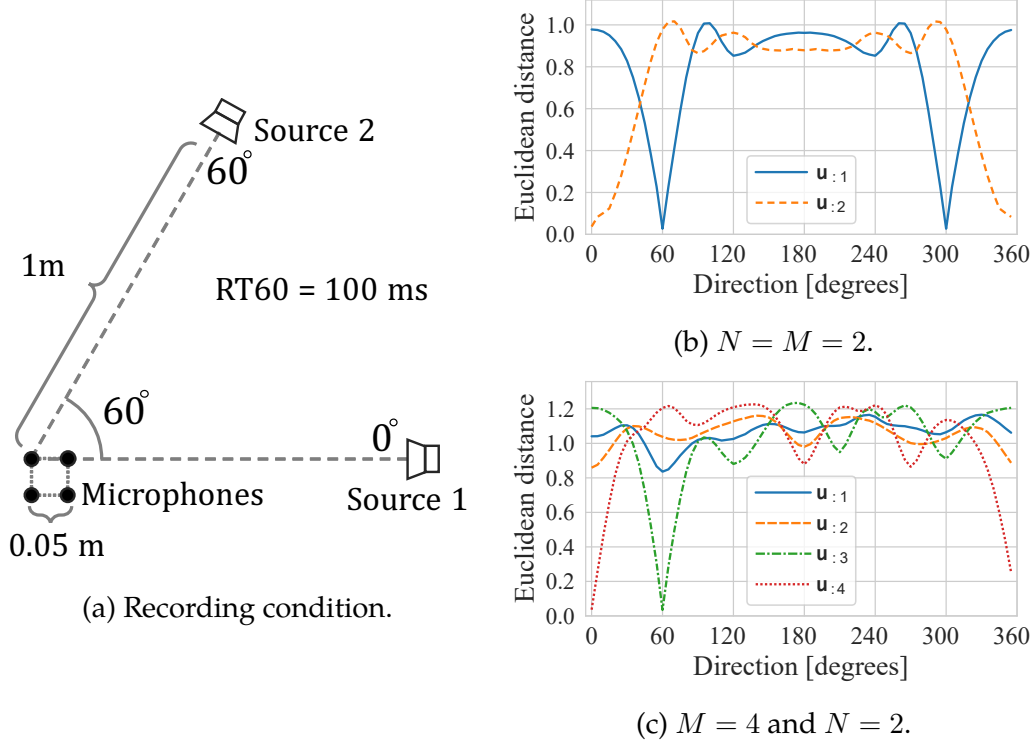 Source 2
60°
1m
RT60 = 100 ms
60°
0°
Microphones
Source 1
0.05 m
(a) Recording condition.
Euclidean distance
1.0
0.8
0.6
0.4
0.2
0.0
u:1
u:2
0 60 120 180 240 300 360
Direction [degrees]
(b) N = M = 2.
Euclidean distance
1.2
1.0
0.8
0.6
0.4
0.2
0.0
u:1
u:2
u:3
u:4
0 60 120 180 240 300 360
Direction [degrees]
(c) M = 4 and N = 2.